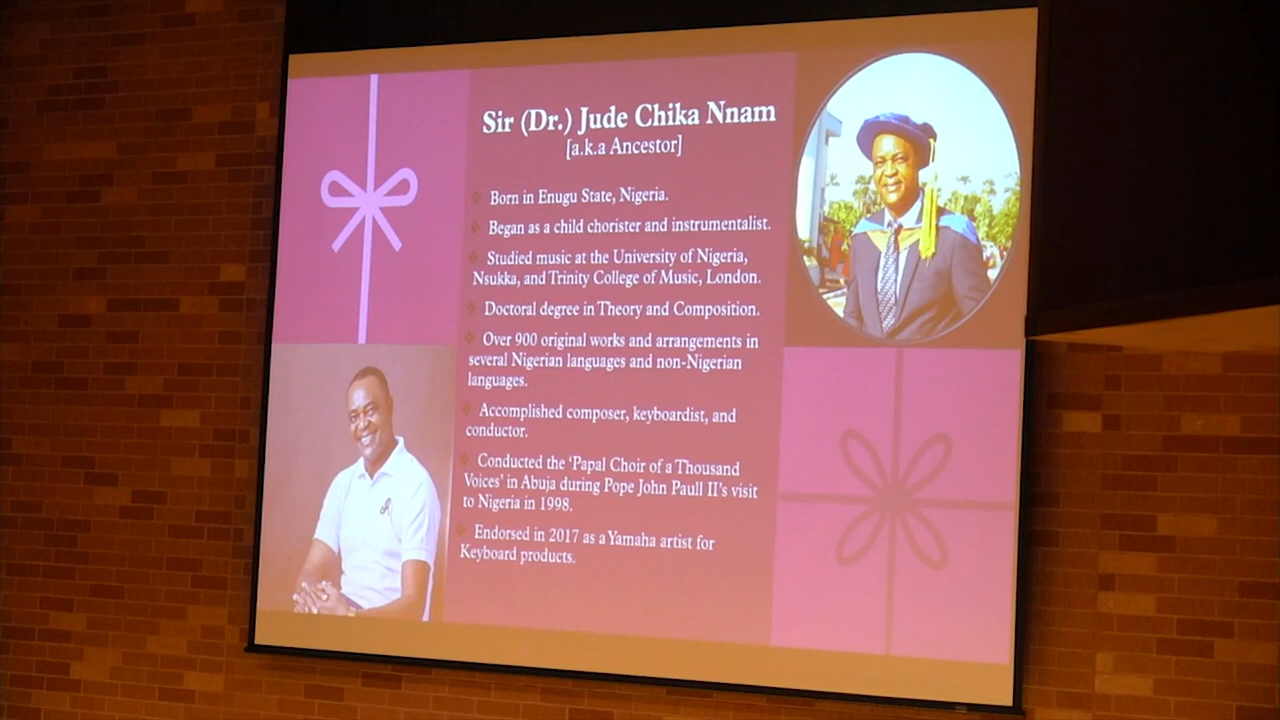 Sir (Dr.) Jude Chika Nnam
[a.k.a Ancestor]
Born in Enugu State, Nigeria.
Began as a child chorister and instrumentalist.
Studied music at the University of Nigeria,
Nsukka, and Trinity College of Music, London.
Doctoral degree in Theory and Composition.
Over 900 original works and arrangements in
several Nigerian languages and non-Nigerian
languages.
Accomplished composer, keyboardist, and
conductor.
Conducted the ‘Papal Choir of a Thousand
Voices’ in Abuja during Pope John Paull II’s visit
to Nigeria in 1998.
Endorsed in 2017 as a Yamaha artist for
Keyboard products.